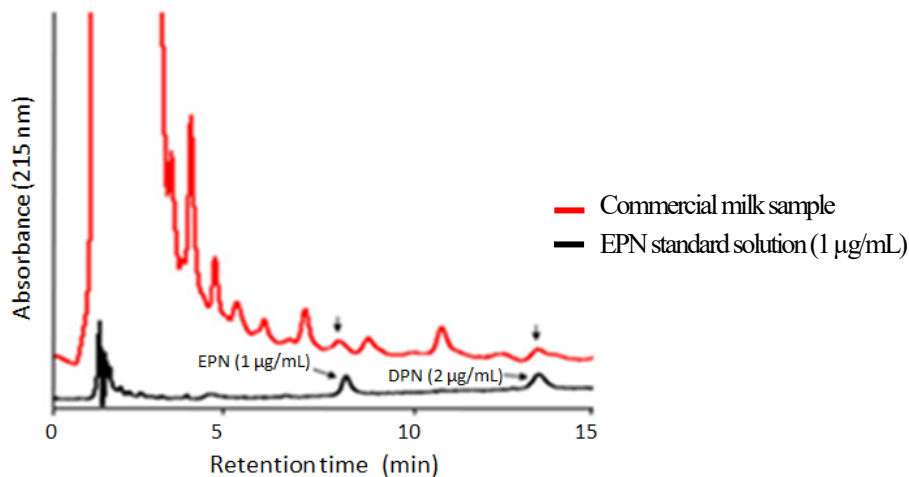 Absorbance (215 nm)
Commercial milk sample
EPN standard solution (1 µg/mL)
EPN (1 µg/mL)
DPN (2 µg/mL)
0 5 10 15
Retention time (min)